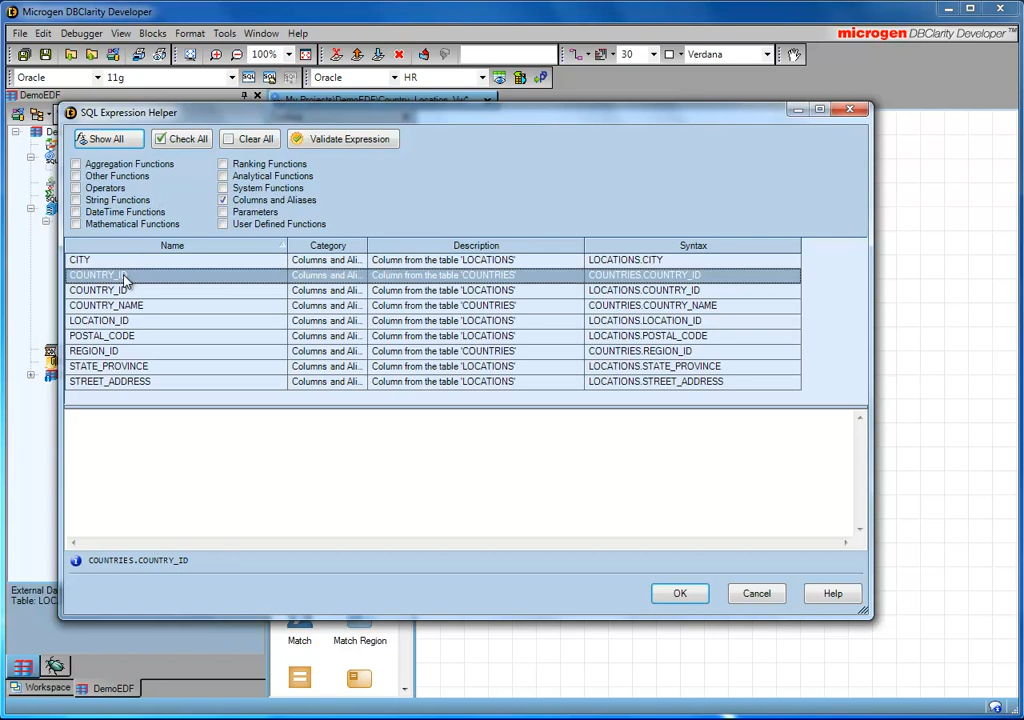 Microgen DBClarity Developer
File Edit Debugger View Blocks Format Tools Window Help
microgen DBClarity Developer™
100% 30 Verdana
Oracle 11g Oracle HR
DemoEDF
My Projects\DemoEDF\Country_Location_Vw*
SQL Expression Helper
Show All Check All Clear All Validate Expression
Aggregation Functions Ranking Functions
Other Functions Analytical Functions
Operators System Functions
String Functions Columns and Aliases
DateTime Functions Parameters
Mathematical Functions User Defined Functions
Name Category Description Syntax
CITY Columns and Ali... Column from the table 'LOCATIONS' LOCATIONS.CITY
COUNTRY_ID Columns and Ali... Column from the table 'COUNTRIES' COUNTRIES.COUNTRY_ID
COUNTRY_ID Columns and Ali... Column from the table 'LOCATIONS' LOCATIONS.COUNTRY_ID
COUNTRY_NAME Columns and Ali... Column from the table 'COUNTRIES' COUNTRIES.COUNTRY_NAME
LOCATION_ID Columns and Ali... Column from the table 'LOCATIONS' LOCATIONS.LOCATION_ID
POSTAL_CODE Columns and Ali... Column from the table 'LOCATIONS' LOCATIONS.POSTAL_CODE
REGION_ID Columns and Ali... Column from the table 'COUNTRIES' COUNTRIES.REGION_ID
STATE_PROVINCE Columns and Ali... Column from the table 'LOCATIONS' LOCATIONS.STATE_PROVINCE
STREET_ADDRESS Columns and Ali... Column from the table 'LOCATIONS' LOCATIONS.STREET_ADDRESS
COUNTRIES.COUNTRY_ID
OK Cancel Help
External Da
Table: LOC
Match Match Region
Workspace DemoEDF